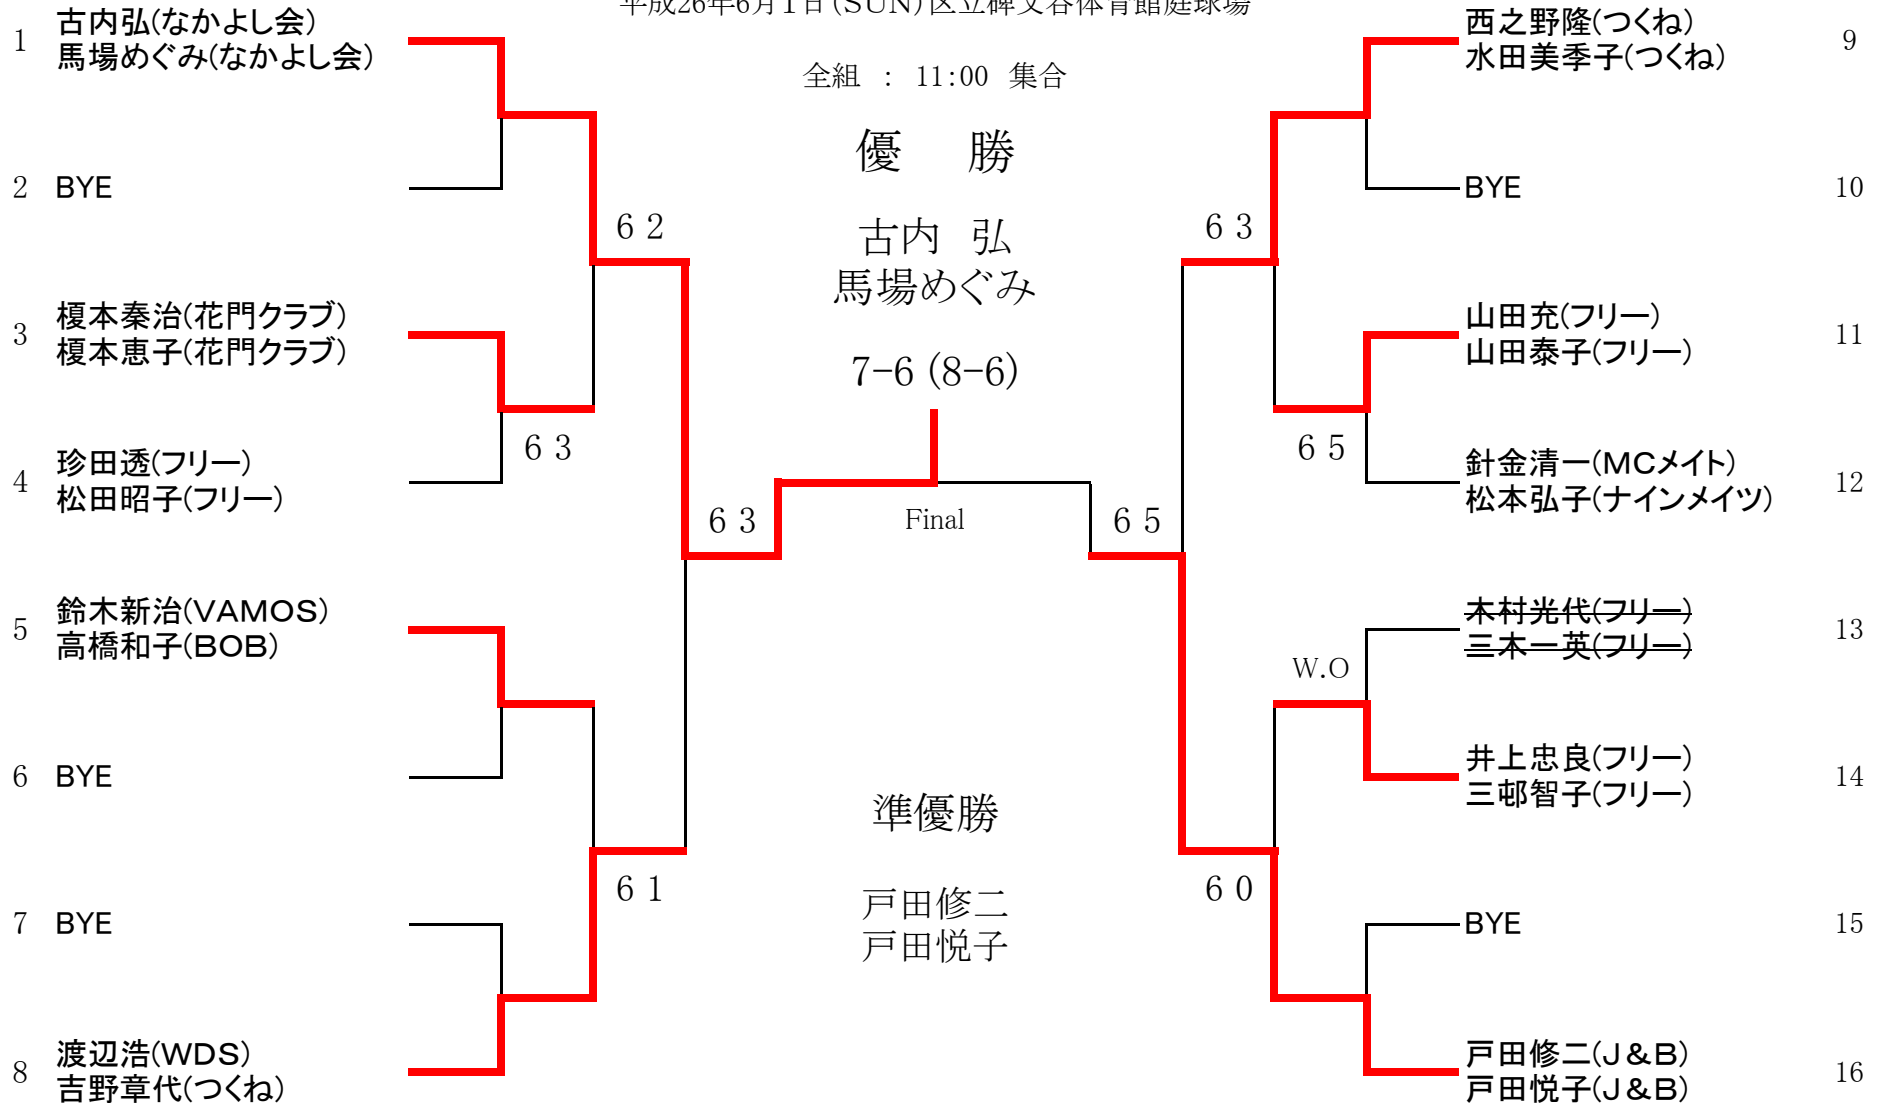 平成26年6月1日(SUN)区立碑文谷体育館庭球場
全組 : 11:00 集合
1 古内弘(なかよし会)
馬場めぐみ(なかよし会)
2 BYE
3 榎本秦治(花門クラブ)
榎本恵子(花門クラブ)
4 珍田透(フリー)
松田昭子(フリー)
5 鈴木新治(VAMOS)
高橋和子(BOB)
6 BYE
7 BYE
8 渡辺浩(WDS)
吉野章代(つくね)
6 2
6 3
6 3
6 1
優 勝
古内 弘
馬場めぐみ
7-6 (8-6)
Final
準優勝
戸田修二
戸田悦子
6 3
6 5
6 5
W.O
6 0
西之野隆(つくね) 9
水田美季子(つくね)
BYE 10
山田充(フリー) 11
山田泰子(フリー)
針金清一(MCメイト) 12
松本弘子(ナインメイツ)
木村光代(フリー) 13
三木一英(フリー)
井上忠良(フリー) 14
三邨智子(フリー)
BYE 15
戸田修二(J&B) 16
戸田悦子(J&B)